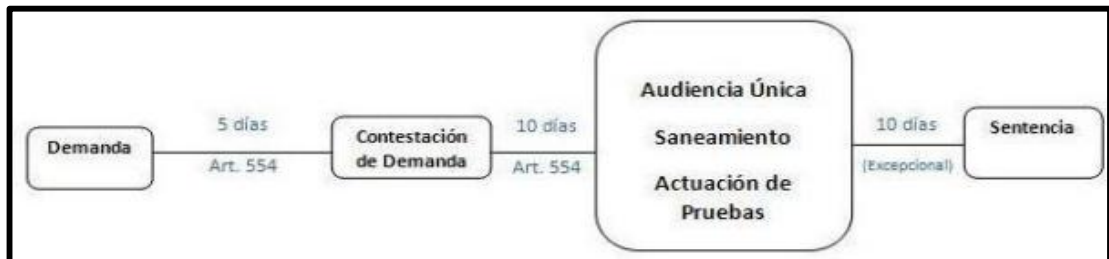 Demanda
5 días
Art. 554
Contestación
de Demanda
10 días
Art. 554
Audiencia Única
Saneamiento
Actuación de
Pruebas
10 días
(Excepcional)
Sentencia